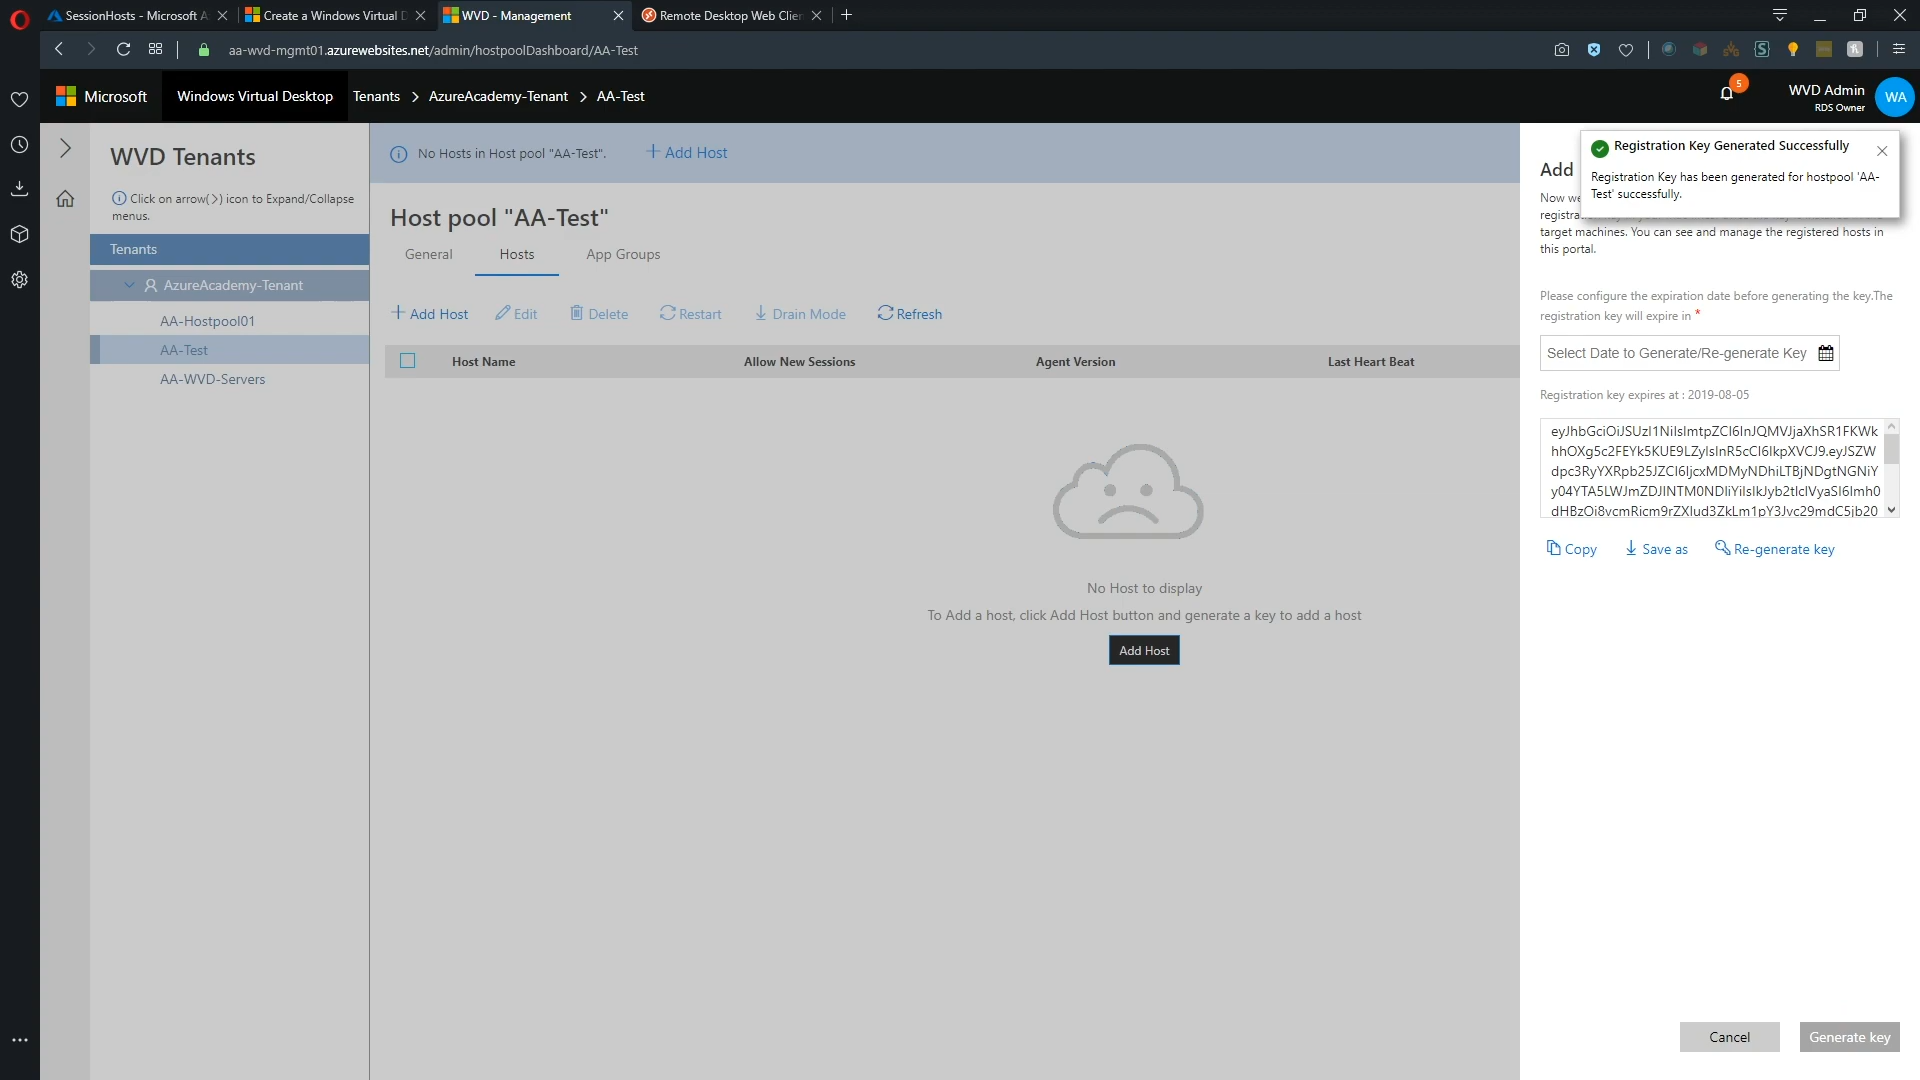 SessionHosts - Microsoft A
Create a Windows Virtual D
WVD - Management
Remote Desktop Web Clien
aa-wvd-mgmt01.azurewebsites.net/admin/hostpoolDashboard/AA-Test
Microsoft
Windows Virtual Desktop
Tenants > AzureAcademy-Tenant > AA-Test
5
WVD Admin
RDS Owner
WA
WVD Tenants
Click on arrow(>) icon to Expand/Collapse
menus.
Tenants
AzureAcademy-Tenant
AA-Hostpool01
AA-Test
AA-WVD-Servers
No Hosts in Host pool "AA-Test".
+ Add Host
Host pool "AA-Test"
General
Hosts
App Groups
+ Add Host
Edit
Delete
Restart
Drain Mode
Refresh
Host Name
Allow New Sessions
Agent Version
Last Heart Beat
No Host to display
To Add a host, click Add Host button and generate a key to add a host
Add Host
Registration Key Generated Successfully
Registration Key has been generated for hostpool 'AA-
Test' successfully.
Add
Now we
registra
target machines. You can see and manage the registered hosts in
this portal.
Please configure the expiration date before generating the key.The
registration key will expire in *
Select Date to Generate/Re-generate Key
Registration key expires at : 2019-08-05
Copy
Save as
Re-generate key
Cancel
Generate key